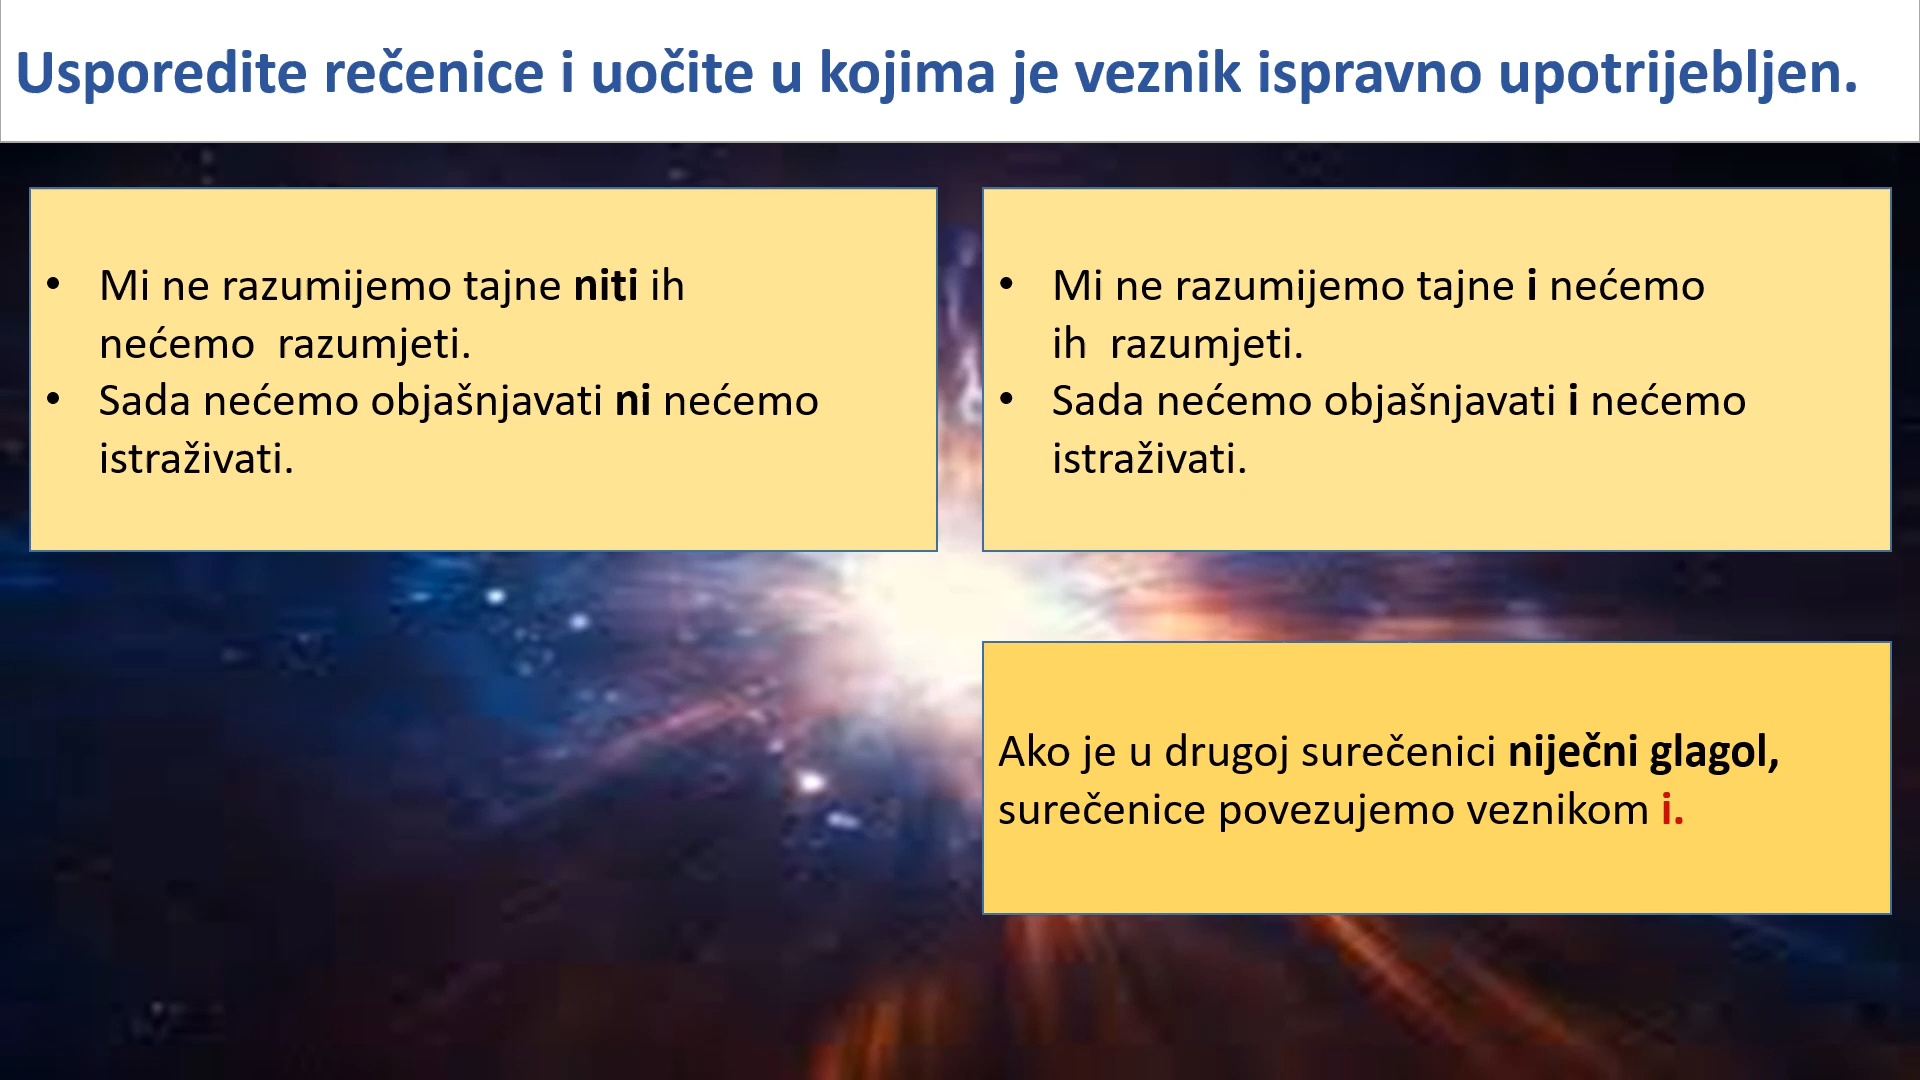 Usporedite rečenice i uočite u kojima je veznik ispravno upotrijebljen.
• Mi ne razumijemo tajne niti ih
nećemo  razumjeti.
• Sada nećemo objašnjavati ni nećemo
istraživati.
• Mi ne razumijemo tajne i nećemo
ih  razumjeti.
• Sada nećemo objašnjavati i nećemo
istraživati.
Ako je u drugoj surečenici niječni glagol,
surečenice povezujemo veznikom i.